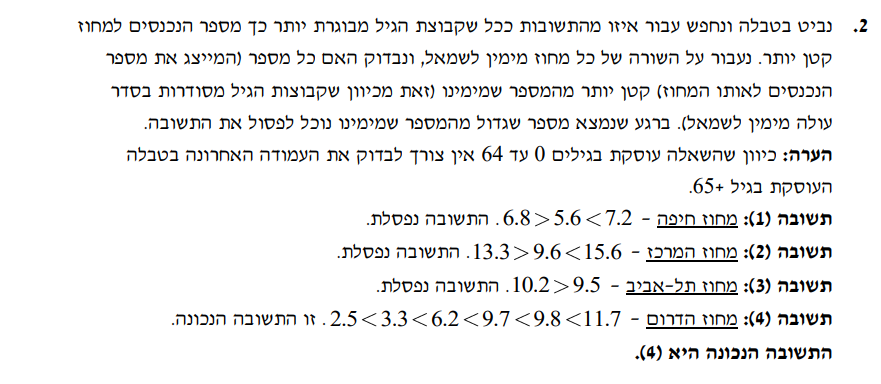 2. נביט בטבלה ונחפש עבור איזו מהתשובות ככל שקבוצת הגיל מבוגרת יותר כך מספר הנכנסים למחוז
קטן יותר. נעבור על השורה של כל מחוז מימין לשמאל, ונבדוק האם כל מספר (המייצג את מספר
הנכנסים לאותו המחוז) קטן יותר מהמספר שמימינו (זאת מכיוון שקבוצות הגיל מסודרות בסדר
עולה מימין לשמאל). ברגע שנמצא מספר שגדול מהמספר שמימינו נוכל לפסול את התשובה.
הערה: כיוון שהשאלה עוסקת בגילים 0 עד 64 אין צורך לבדוק את העמודה האחרונה בטבלה
העוסקת בגיל +65.
תשובה (1): מחוז חיפה - 6.8>5.6<7.2. התשובה נפסלת.
תשובה (2): מחוז המרכז - 13.3>9.6<15.6. התשובה נפסלת.
תשובה (3): מחוז תל-אביב - 10.2>9.5. התשובה נפסלת.
תשובה (4): מחוז הדרום - 2.5<3.3<6.2<9.7<9.8<11.7. זו התשובה הנכונה.
התשובה הנכונה היא (4).